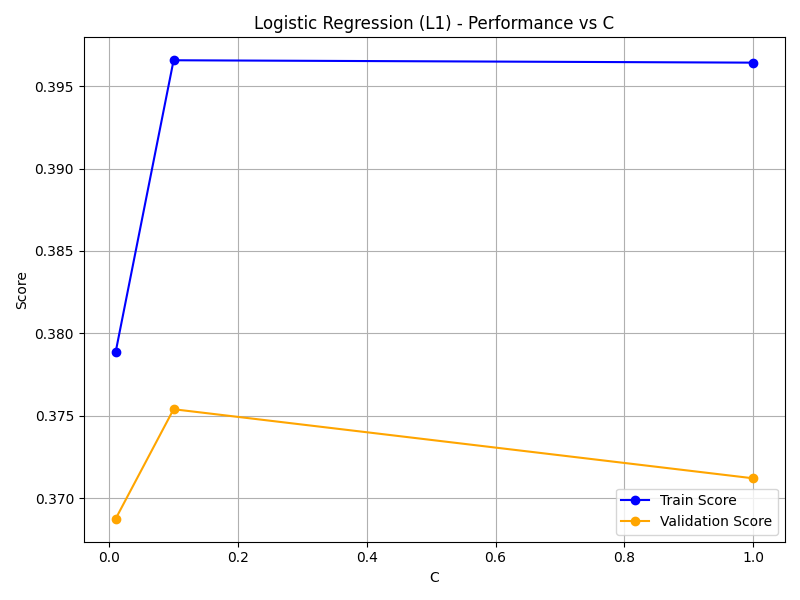 Logistic Regression (L1) - Performance vs C
Score
0.395
0.390
0.385
0.380
0.375
0.370
0.0
0.2
0.4
0.6
0.8
1.0
C
Train Score
Validation Score